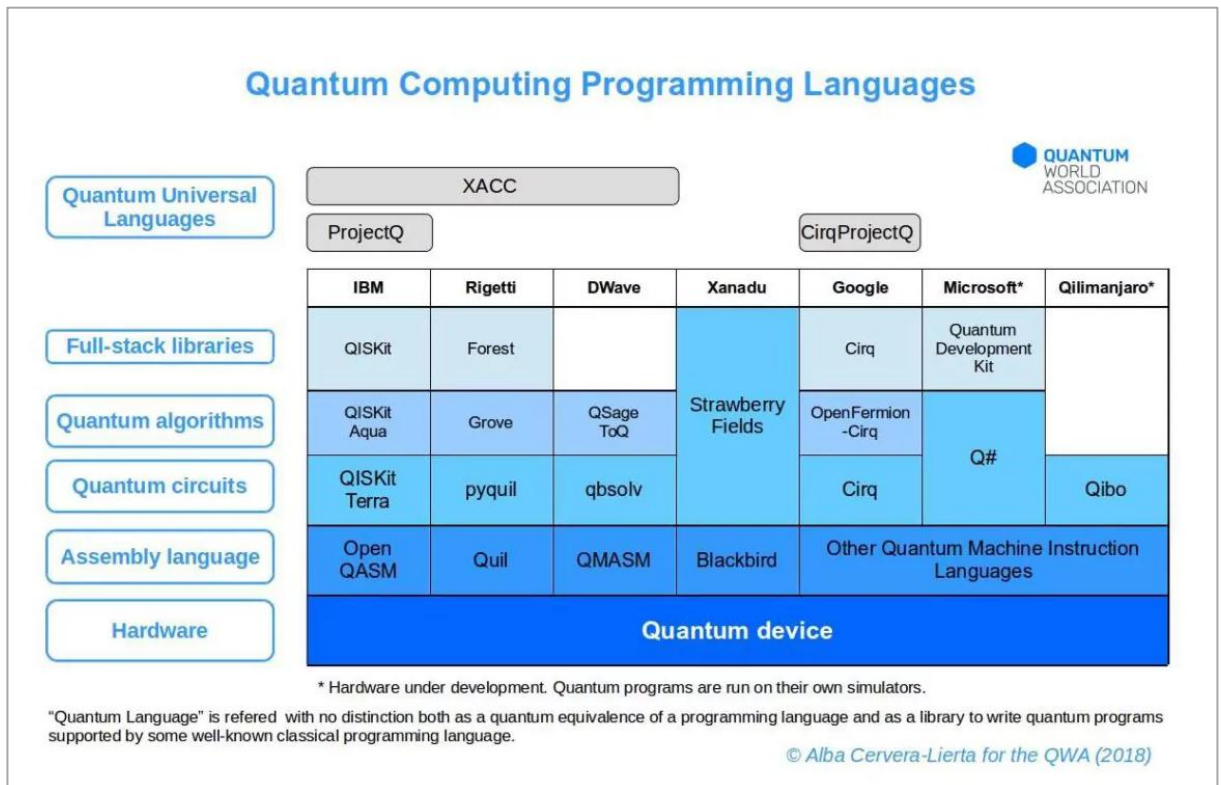 Quantum Computing Programming Languages
QUANTUM
WORLD
ASSOCIATION
Quantum Universal
Languages
XACC
ProjectQ
CirqProjectQ
IBM
Rigetti
DWave
Xanadu
Google
Microsoft*
Qilimanjaro*
Full-stack libraries
QISKit
Forest
Cirq
Quantum
Development
Kit
Quantum algorithms
QISKit
Aqua
Grove
QSage
ToQ
Strawberry
Fields
OpenFermion
-Cirq
Q#
Quantum circuits
QISKit
Terra
pyquil
qbsolv
Cirq
Qibo
Assembly language
Open
QASM
Quil
QMASM
Blackbird
Other Quantum Machine Instruction
Languages
Hardware
Quantum device
* Hardware under development. Quantum programs are run on their own simulators.
“Quantum Language” is refered with no distinction both as a quantum equivalence of a programming language and as a library to write quantum programs
supported by some well-known classical programming language.
© Alba Cervera-Lierta for the QWA (2018)